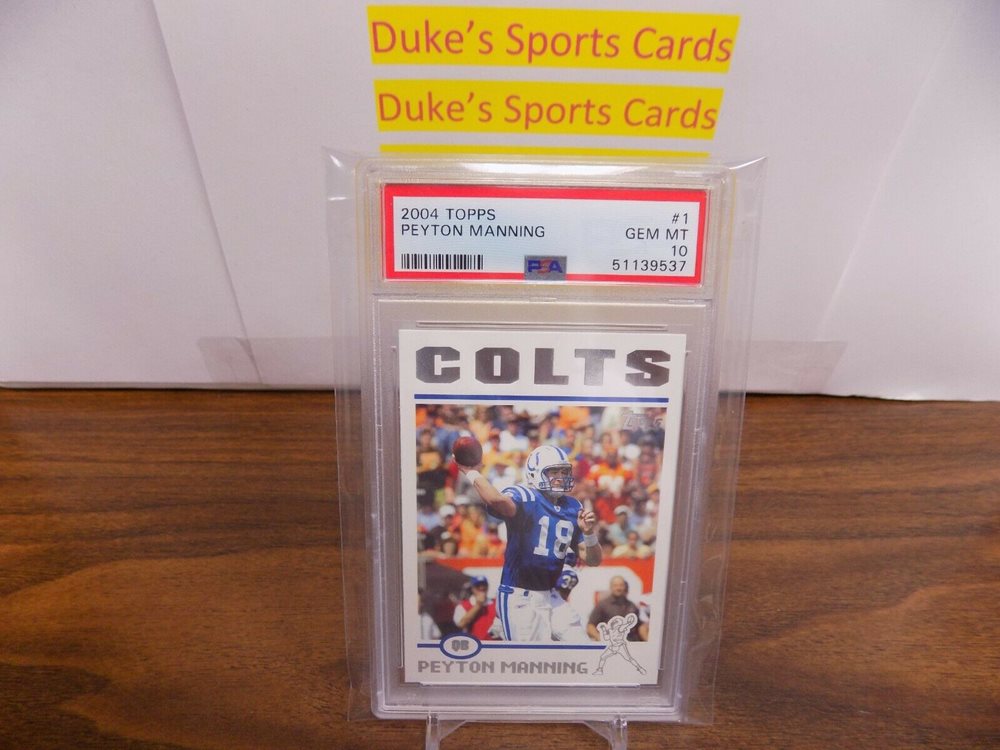 Duke's Sports Cards
Duke's Sports Cards
2004 TOPPS #1
PEYTON MANNING GEM MT
10
PSA 51139537
COLTS
Topps
18
QB
PEYTON MANNING